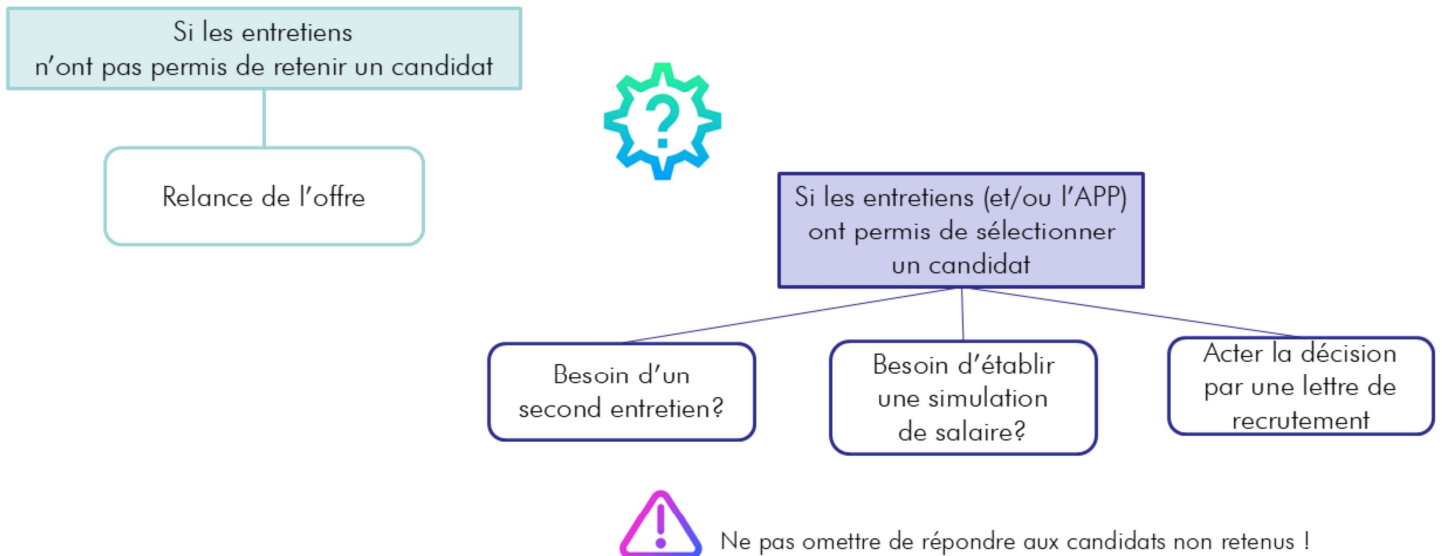 Si les entretiens
n'ont pas permis de retenir un candidat
Relance de l'offre
?
Si les entretiens (et/ou l'APP)
ont permis de sélectionner
un candidat
Besoin d'un
second entretien?
Besoin d'établir
une simulation
de salaire?
Acter la décision
par une lettre de
recrutement
Ne pas omettre de répondre aux candidats non retenus !